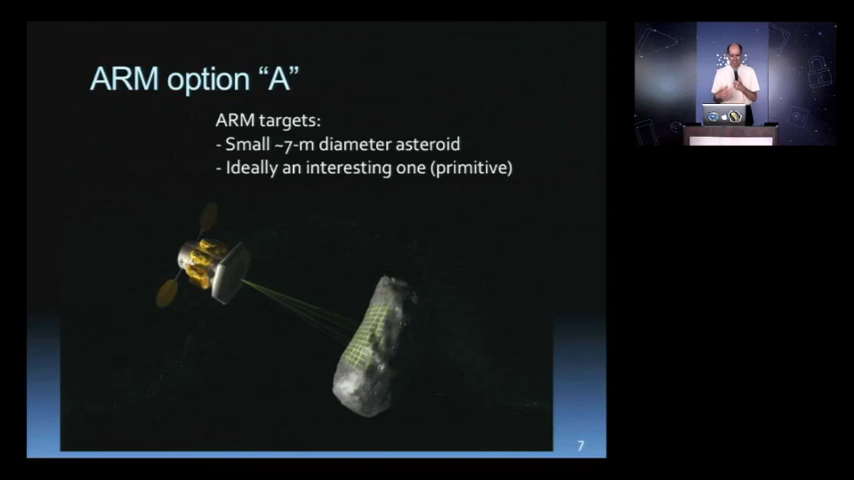 ARM option “A”
ARM targets:
- Small ~7-m diameter asteroid
- Ideally an interesting one (primitive)
7